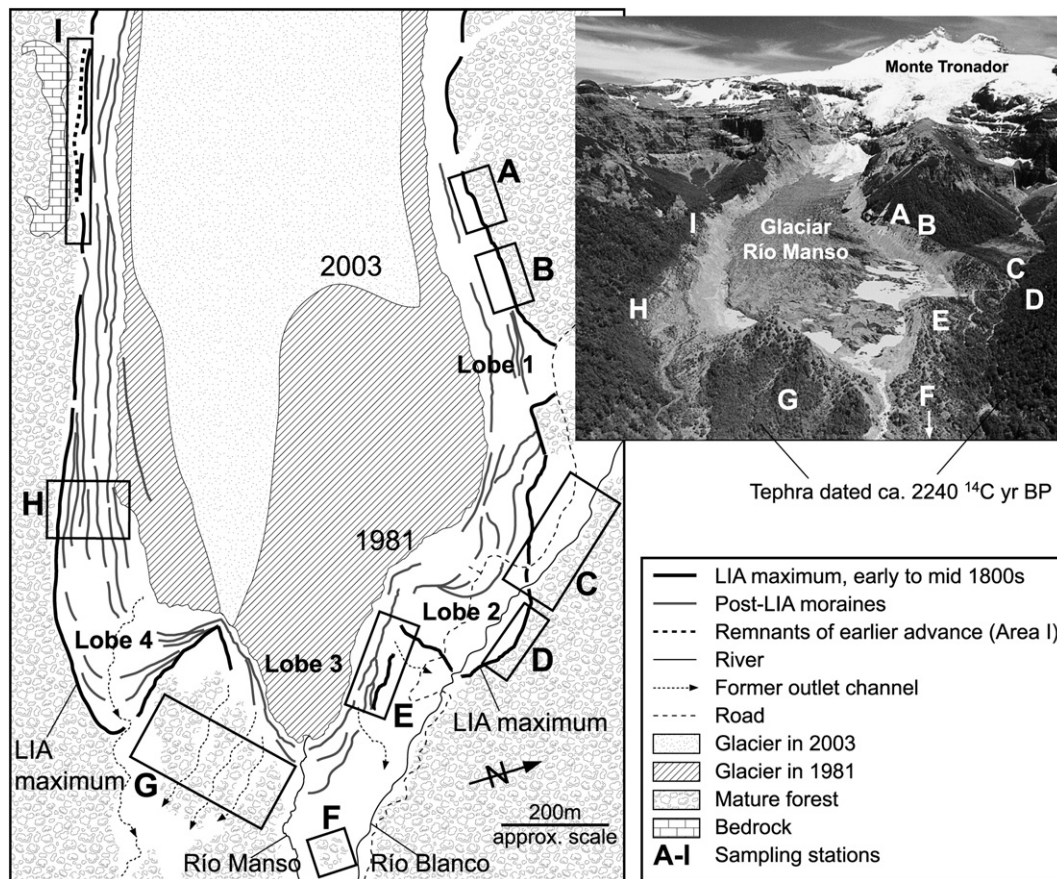 I
A
B
2003
Lobe 1
H
1981
C
Lobe 2
Lobe 4
Lobe 3
D
E
LIA maximum
LIA
maximum
G
N
200m
approx. scale
F
Río Manso
Río Blanco
Monte Tronador
A
B
I
Glaciar
Río Manso
C
D
H
E
G
F
Tephra dated ca. 2240 ¹⁴C yr BP
LIA maximum, early to mid 1800s
Post-LIA moraines
Remnants of earlier advance (Area I)
River
Former outlet channel
Road
Glacier in 2003
Glacier in 1981
Mature forest
Bedrock
A-I Sampling stations